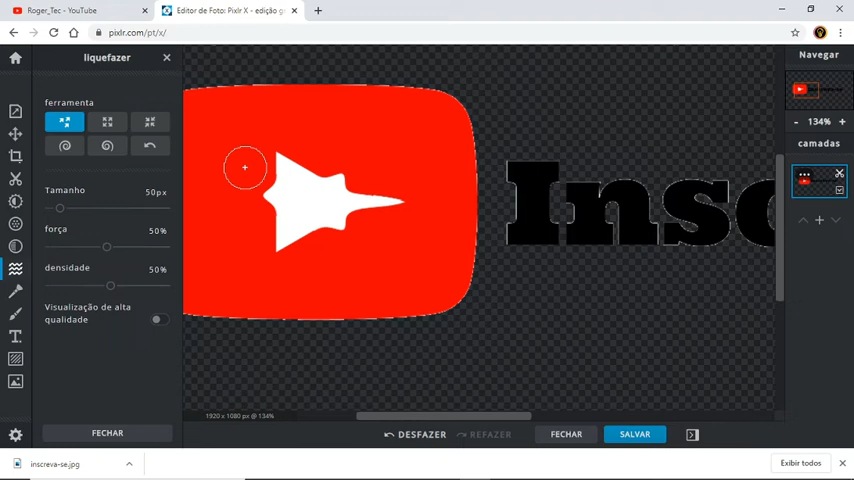 Roger_Tec - YouTube
Editor de Foto: Pixlr X - edição g
pixlr.com/pt/x/
liquefazer
Navegar
ferramenta
134%
camadas
Tamanho 50px
força 50%
densidade 50%
Visualização de alta
qualidade
Insc
1920 x 1080 px @ 134%
FECHAR
DESFAZER
REFAZER
FECHAR
SALVAR
inscreva-se.jpg
Exibir todos